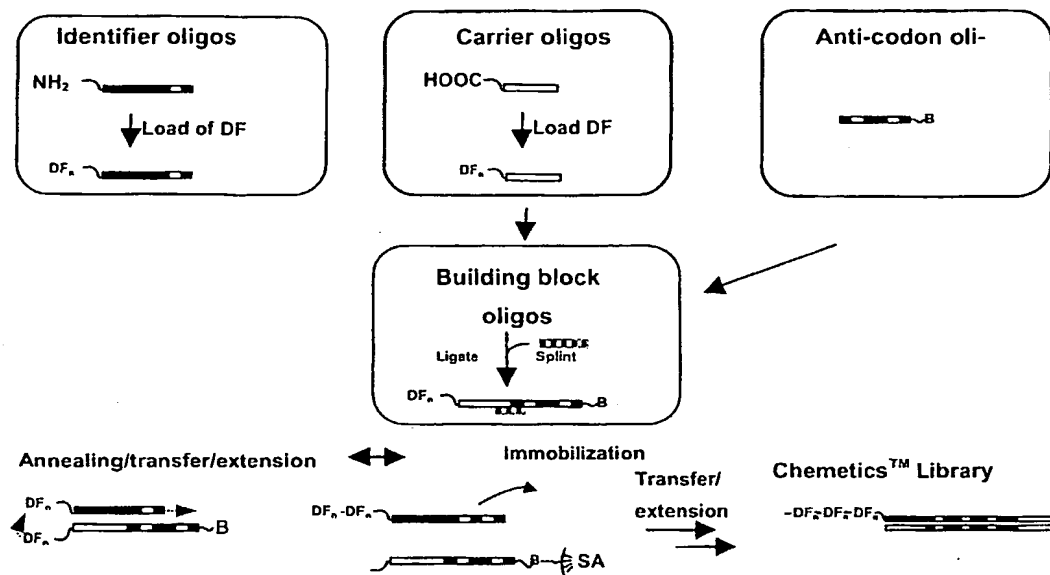 Identifier oligos
NH₂
Load of DF
DFₙ
Carrier oligos
HOOC
Load DF
DFₙ
Anti-codon oli-
B
Building block
oligos
Ligate
Splint
DFₙ
B
Annealing/transfer/extension
DFₙ
DFₙ
B
Immobilization
DFₙ-DFₙ
B
SA
Transfer/
extension
Chemetics™ Library
-DFₙ-DFₙ-DFₙ